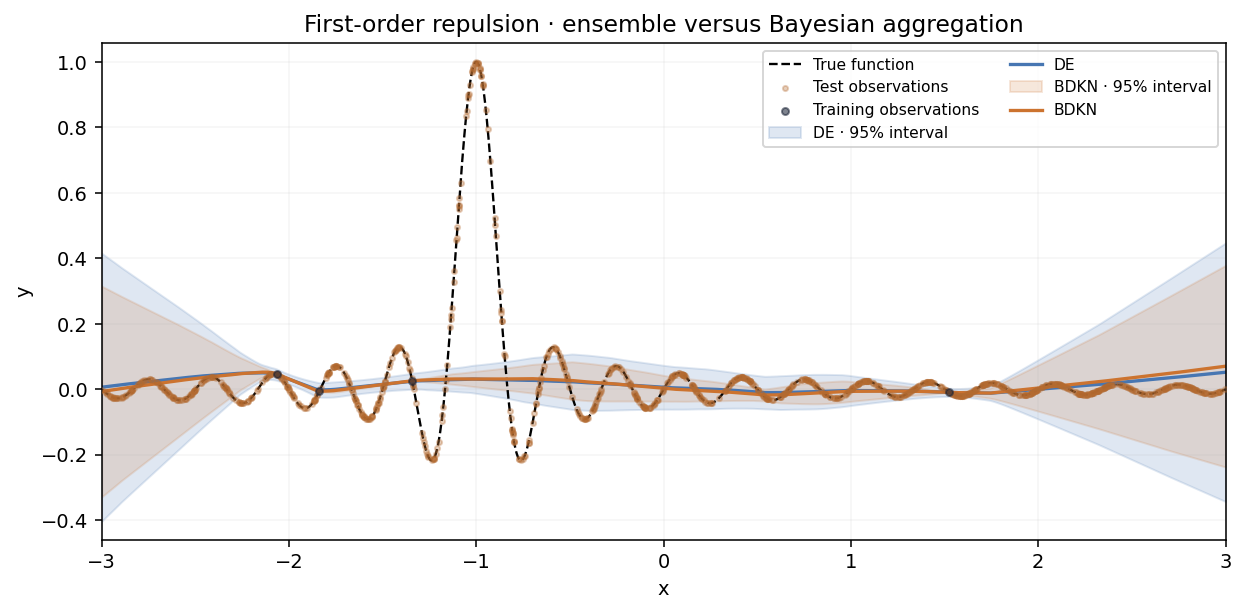 First-order repulsion · ensemble versus Bayesian aggregation
True function
Test observations
Training observations
DE · 95% interval
DE
BDKN · 95% interval
BDKN
y
1.0
0.8
0.6
0.4
0.2
0.0
−0.2
−0.4
−3
−2
−1
0
1
2
3
x